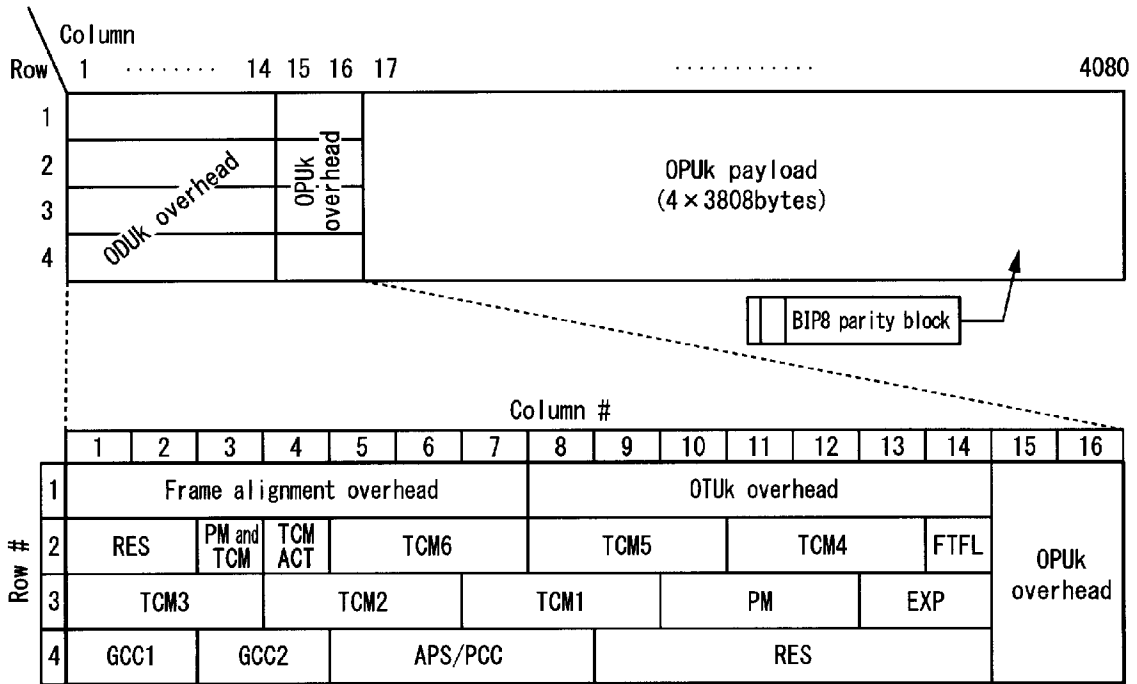 Column
Row 1 ········ 14 15 16 17 ············ 4080
1
2
3
4
ODUk overhead
OPUk
overhead
OPUk payload
(4×3808bytes)
BIP8 parity block
Column #
1 2 3 4 5 6 7 8 9 10 11 12 13 14 15 16
Row #
1 Frame alignment overhead OTUk overhead
2 RES PM and TCM TCM ACT TCM6 TCM5 TCM4 FTFL
3 TCM3 TCM2 TCM1 PM EXP
4 GCC1 GCC2 APS/PCC RES
OPUk
overhead